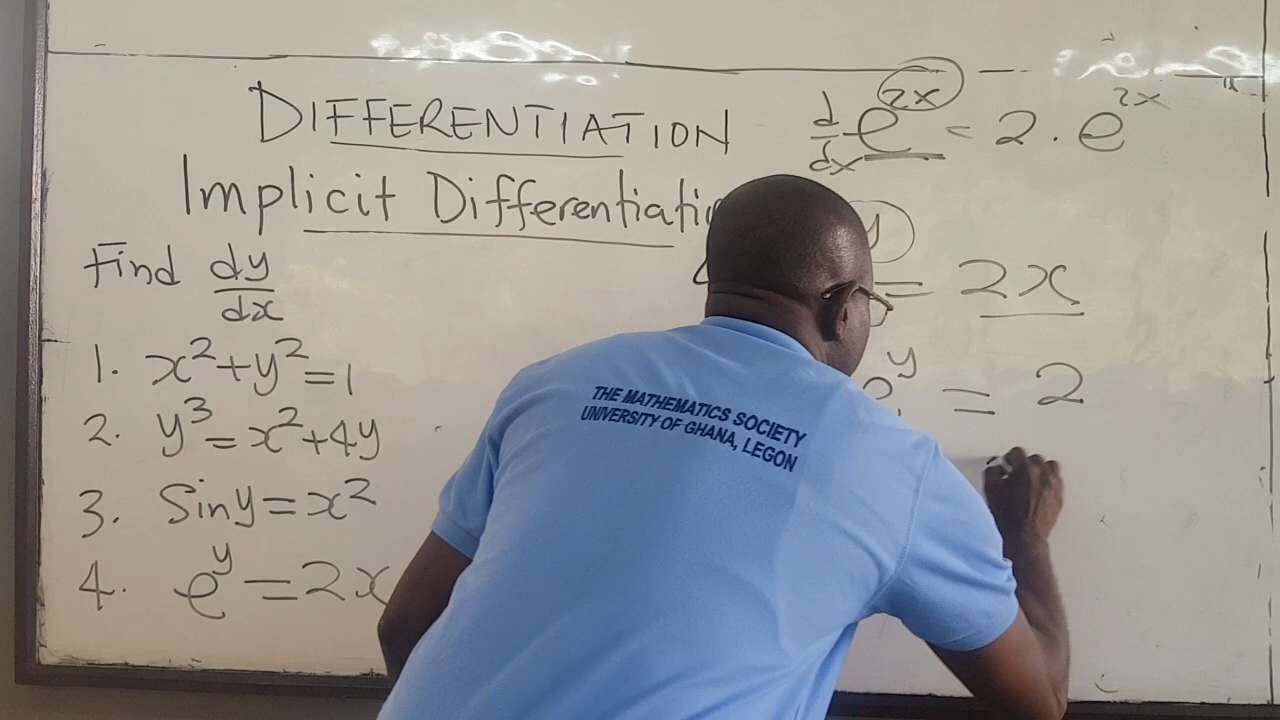 DIFFERENTIATION
Implicit Differentiati
Find dy/dx
1. x²+y²=1
2. y³=x²+4y
3. Siny=x²
4. e^y=2x
d/dx e^2x = 2. e^2x
y = 2x
e^y = 2
THE MATHEMATICS SOCIETY
UNIVERSITY OF GHANA, LEGON